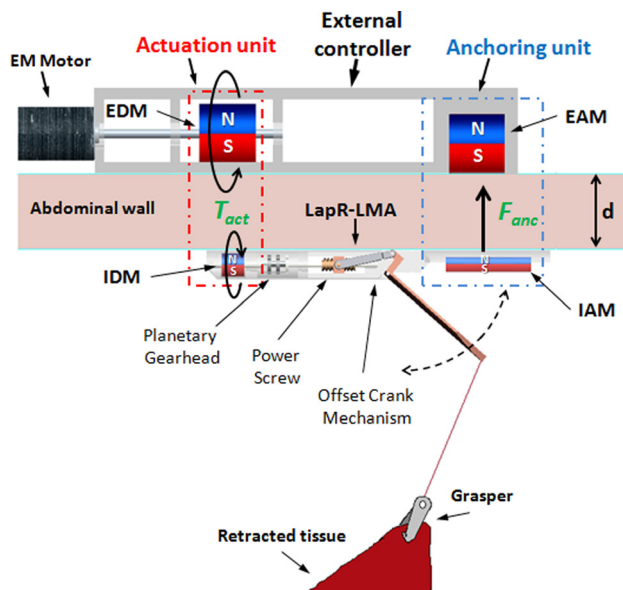 External
controller
Actuation unit
Anchoring unit
EM Motor
EDM
N
S
N
S
EAM
Abdominal wall
T_act
LapR-LMA
F_anc
d
IDM
N
S
N
S
IAM
Planetary
Gearhead
Power
Screw
Offset Crank
Mechanism
Grasper
Retracted tissue